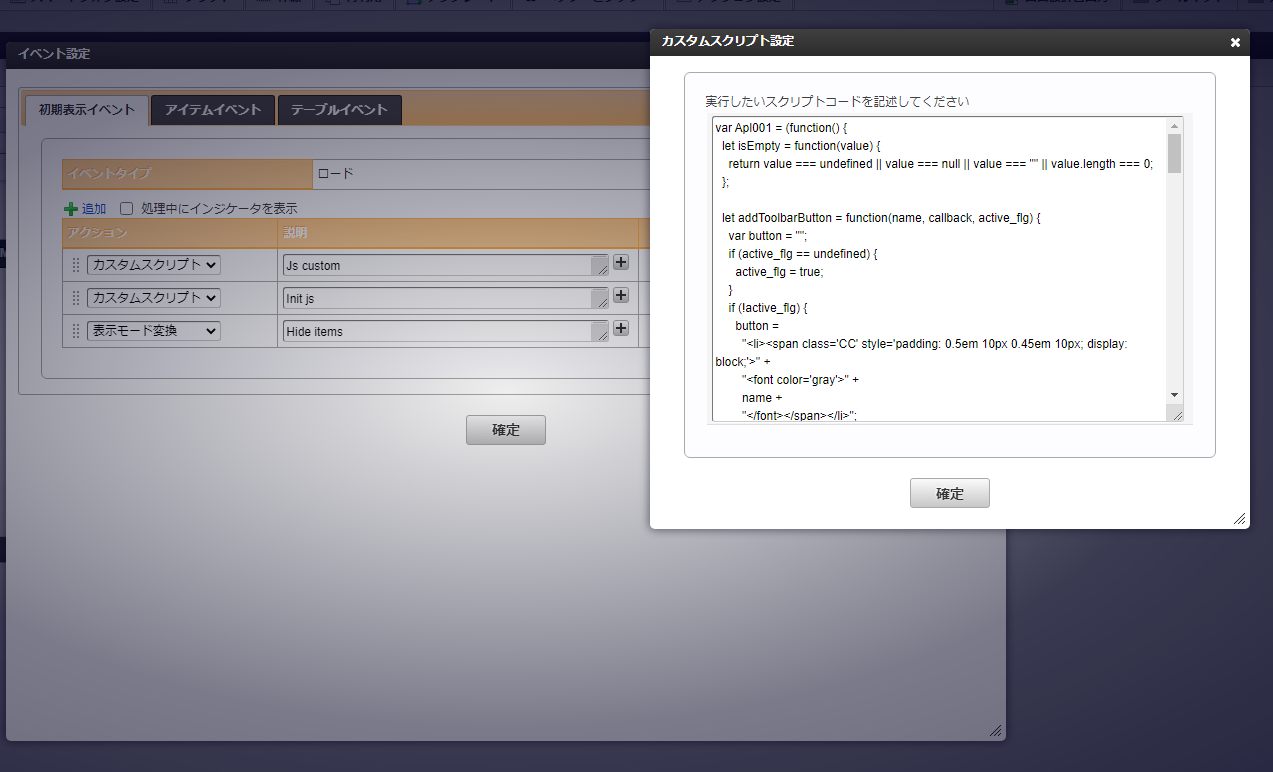 イベント設定
初期表示イベント
アイテムイベント
テーブルイベント
イベントタイプ
ロード
追加
処理中にインジケータを表示
アクション
説明
カスタムスクリプト
Js custom
カスタムスクリプト
Init js
表示モード変換
Hide items
確定
カスタムスクリプト設定
実行したいスクリプトコードを記述してください
var Apl001 = (function() {
  let isEmpty = function(value) {
    return value === undefined || value === null || value === "" || value.length === 0;
  };
  let addToolbarButton = function(name, callback, active_flg) {
    var button = "";
    if (active_flg == undefined) {
      active_flg = true;
    }
    if (!active_flg) {
      button =
        "<li><span class='CC' style='padding: 0.5em 10px 0.45em 10px; display:
block;'>" +
        "<font color='gray'>" +
        name +
        "</font></span></li>";
確定